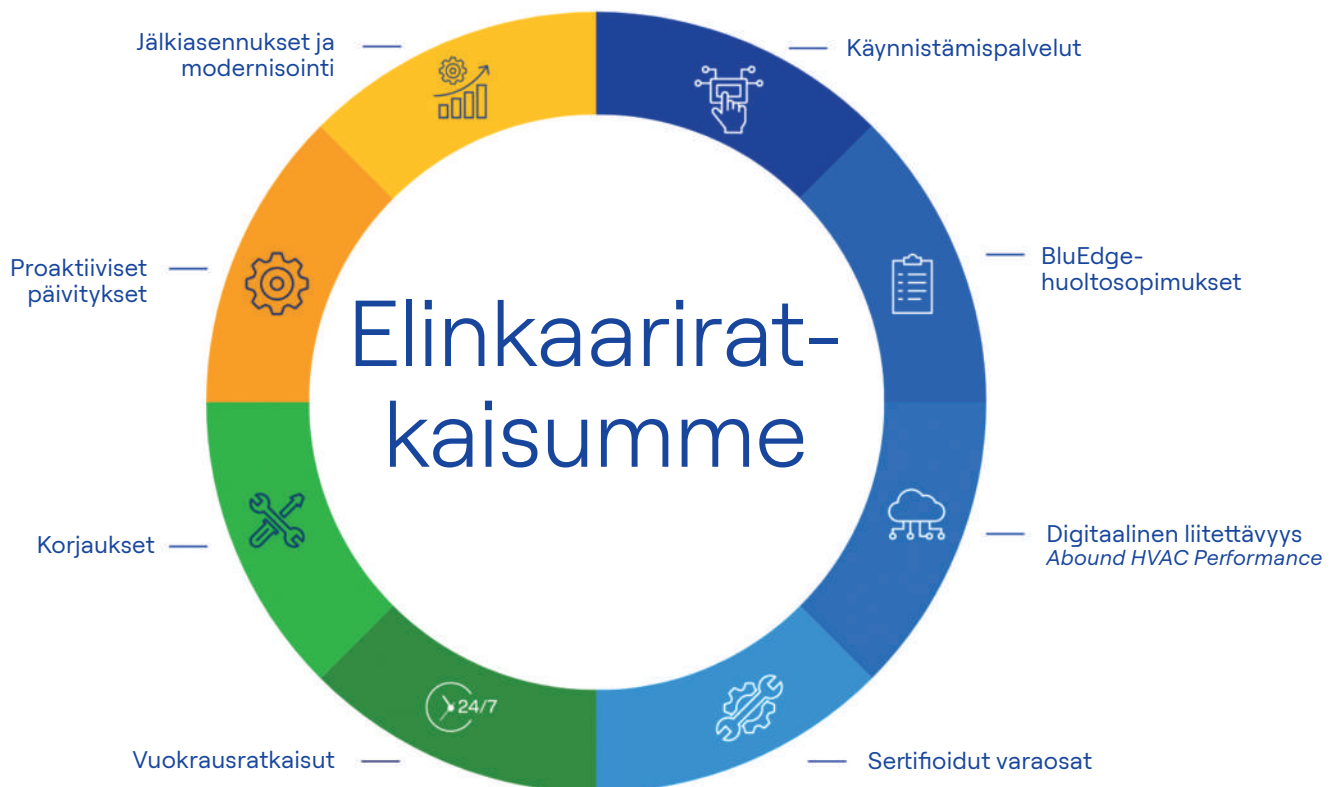 Elinkaarirat-
kaisumme
Käynnistämispalvelut
BluEdge-
huoltosopimukset
Digitaalinen liitettävyys
Abound HVAC Performance
Sertifioidut varaosat
24/7
Vuokrausratkaisut
Korjaukset
Proaktiiviset
päivitykset
Jälkiasennukset ja
modernisointi